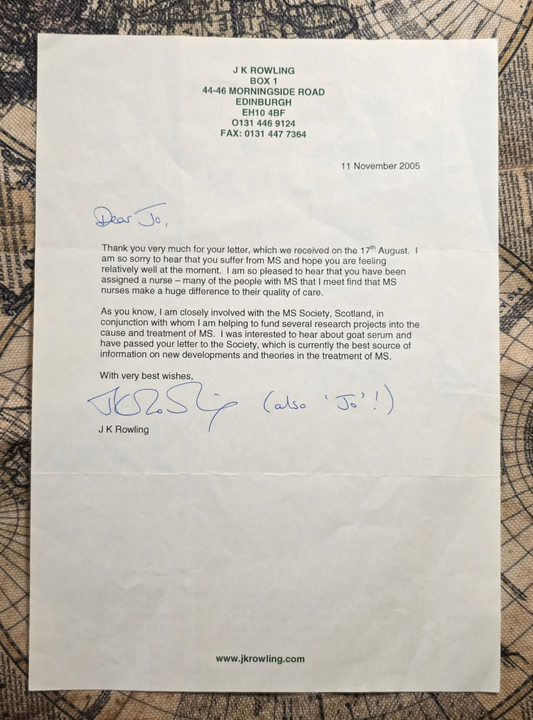 J K ROWLING
BOX 1
44-46 MORNINGSIDE ROAD
EDINBURGH
EH10 4BF
O131 446 9124
FAX: 0131 447 7364
11 November 2005
Dear Jo,
Thank you very much for your letter, which we received on the 17th August. I
am so sorry to hear that you suffer from MS and hope you are feeling
relatively well at the moment. I am so pleased to hear that you have been
assigned a nurse – many of the people with MS that I meet find that MS
nurses make a huge difference to their quality of care.
As you know, I am closely involved with the MS Society, Scotland, in
conjunction with whom I am helping to fund several research projects into the
cause and treatment of MS. I was interested to hear about goat serum and
have passed your letter to the Society, which is currently the best source of
information on new developments and theories in the treatment of MS.
With very best wishes,
JKRowling (also 'Jo'!)
J K Rowling
www.jkrowling.com